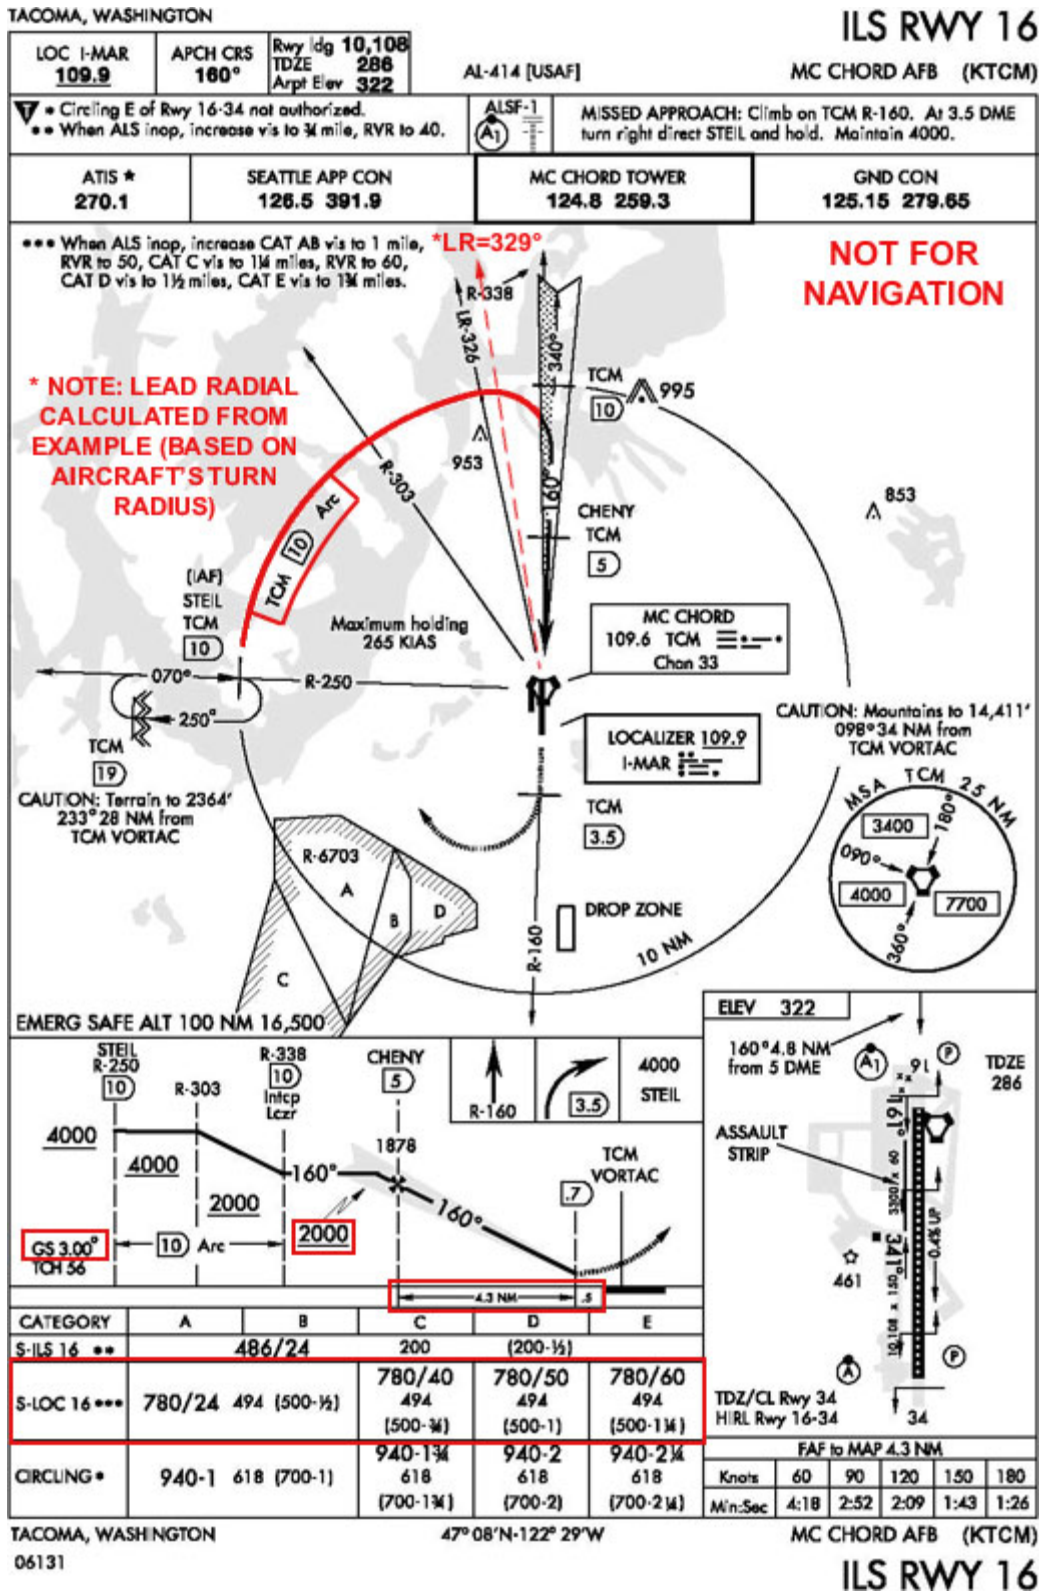 TACOMA, WASHINGTON
ILS RWY 16
LOC I-MAR
109.9
APCH CRS
160°
Rwy ldg 10,108
TDZE 286
Arpt Elev 322
AL-414 [USAF]
MC CHORD AFB (KTCM)
▼ * Circling E of Rwy 16-34 not authorized.
** When ALS inop, increase vis to ¾ mile, RVR to 40.
ALSF-1
A1
MISSED APPROACH: Climb on TCM R-160. At 3.5 DME
turn right direct STEIL and hold. Maintain 4000.
ATIS ★
270.1
SEATTLE APP CON
126.5 391.9
MC CHORD TOWER
124.8 259.3
GND CON
125.15 279.65
*** When ALS inop, increase CAT AB vis to 1 mile,
RVR to 50, CAT C vis to 1¼ miles, RVR to 60,
CAT D vis to 1½ miles, CAT E vis to 1¾ miles.
*LR=329°
NOT FOR
NAVIGATION
R-338
LR-326
340°
* NOTE: LEAD RADIAL
CALCULATED FROM
EXAMPLE (BASED ON
AIRCRAFT'S TURN
RADIUS)
TCM
10
995
953
R-303
160°
853
CHENY
TCM
5
TCM 10 Arc
(IAF)
STEIL
TCM
10
Maximum holding
265 KIAS
MC CHORD
109.6 TCM
Chan 33
070°
R-250
250°
TCM
19
LOCALIZER 109.9
I-MAR
CAUTION: Mountains to 14,411'
098° 34 NM from
TCM VORTAC
CAUTION: Terrain to 2364'
233° 28 NM from
TCM VORTAC
TCM
3.5
MSA TCM 25 NM
3400
180°
090°
4000
7700
360°
R-6703
A
B
D
C
R-160
DROP ZONE
10 NM
EMERG SAFE ALT 100 NM 16,500
ELEV 322
160° 4.8 NM
from 5 DME
A1
P
TDZE
286
16
161°
ASSAULT
STRIP
3300 x 60
0.4% UP
341°
461
10,108 x 150
A
P
TDZ/CL Rwy 34
HIRL Rwy 16-34
34
STEIL
R-250
10
R-303
R-338
10
Intcp
Lczr
CHENY
5
R-160
3.5
4000
STEIL
4000
4000
2000
160°
1878
2000
160°
TCM
VORTAC
.7
GS 3.00°
TCH 56
10 Arc
4.3 NM
.5
CATEGORY A B C D E
S-ILS 16 ** 486/24 200 (200-½)
S-LOC 16 *** 780/24 494 (500-½)
780/40 494 (500-¾)
780/50 494 (500-1)
780/60 494 (500-1¼)
CIRCLING * 940-1 618 (700-1)
940-1¾ 618 (700-1¾)
940-2 618 (700-2)
940-2¼ 618 (700-2¼)
FAF to MAP 4.3 NM
Knots 60 90 120 150 180
Min:Sec 4:18 2:52 2:09 1:43 1:26
TACOMA, WASHINGTON
47° 08'N-122° 29'W
MC CHORD AFB (KTCM)
06131
ILS RWY 16